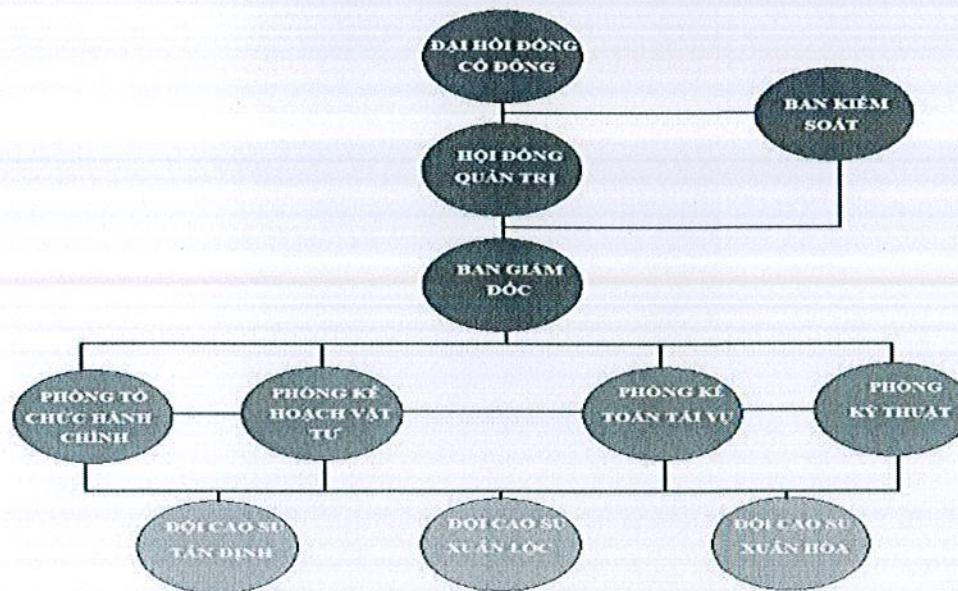 ĐẠI HỘI ĐỒNG
CỔ ĐÔNG
BAN KIỂM
SOÁT
HỘI ĐỒNG
QUẢN TRỊ
BAN GIÁM
ĐỐC
PHÒNG TỔ
CHỨC HÀNH
CHÍNH
PHÒNG KẾ
HOẠCH VẬT
TƯ
PHÒNG KẾ
TOÁN TÀI VỤ
PHÒNG
KỸ THUẬT
ĐỘI CAO SU
TÂN ĐỊNH
ĐỘI CAO SU
XUÂN LỘC
ĐỘI CAO SU
XUÂN HÒA